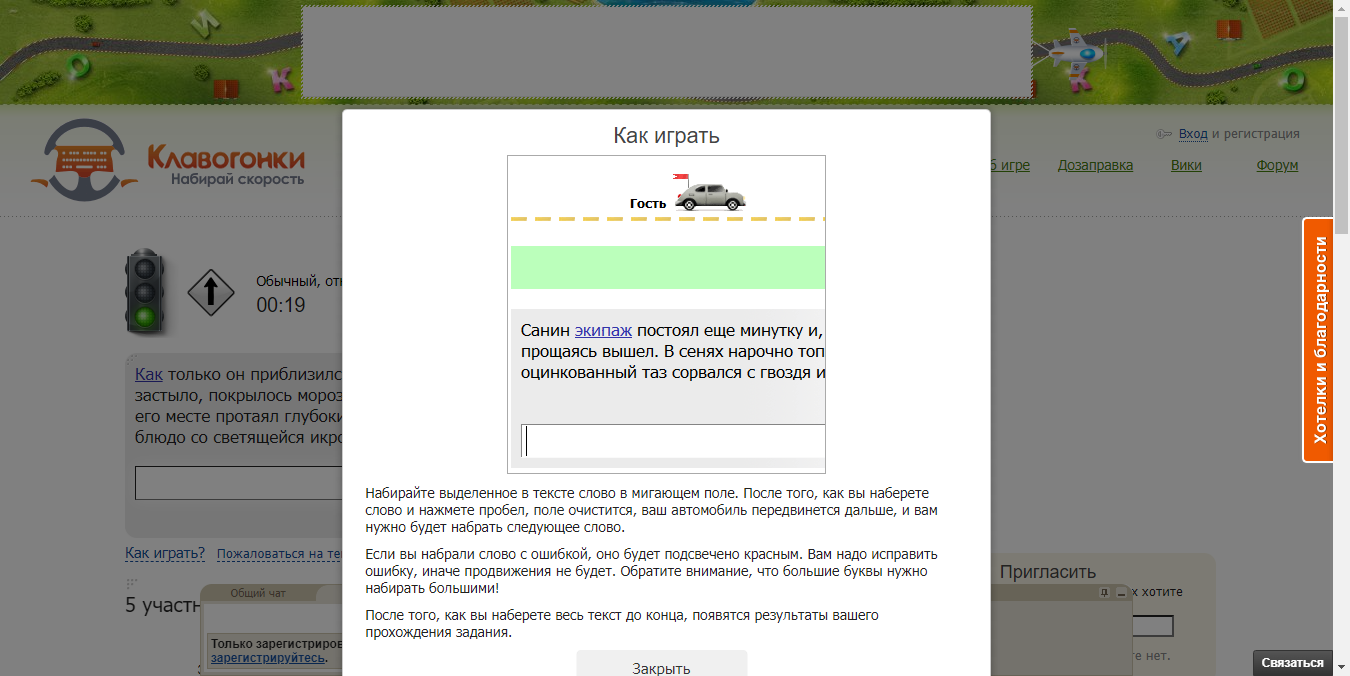 Как играть
Вход и регистрация
Клавогонки
Набирай скорость
б игре Дозаправка Вики Форум
Гость
Обычный, от
00:19
Санин экипаж постоял еще минутку и,
прощаясь вышел. В сенях нарочно топ
оцинкованный таз сорвался с гвоздя и
Как только он приблизилс
застыло, покрылось мороз
его месте протаял глубоки
блюдо со светящейся икро
Хотелки и благодарности
Набирайте выделенное в тексте слово в мигающем поле. После того, как вы наберете
слово и нажмете пробел, поле очистится, ваш автомобиль передвинется дальше, и вам
нужно будет набрать следующее слово.
Если вы набрали слово с ошибкой, оно будет подсвечено красным. Вам надо исправить
ошибку, иначе продвижения не будет. Обратите внимание, что большие буквы нужно
набирать большими!
После того, как вы наберете весь текст до конца, появятся результаты вашего
прохождения задания.
Закрыть
Как играть? Пожаловаться на те
5 участн
Общий чат
Только зарегистриров
зарегистрируйтесь.
Пригласить
х хотите
те нет.
Связаться